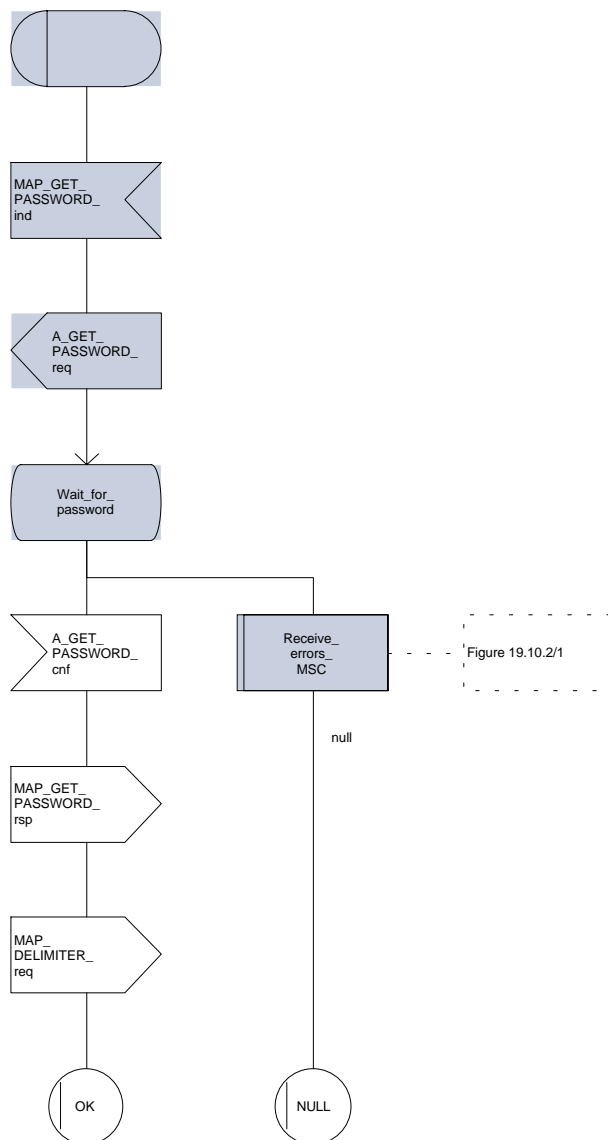 MAP_GET_
PASSWORD_
ind
A_GET_
PASSWORD_
req
Wait_for_
password
A_GET_
PASSWORD_
cnf
Receive_
errors_
MSC
Figure 19.10.2/1
null
MAP_GET_
PASSWORD_
rsp
MAP_
DELIMITER_
req
OK
NULL